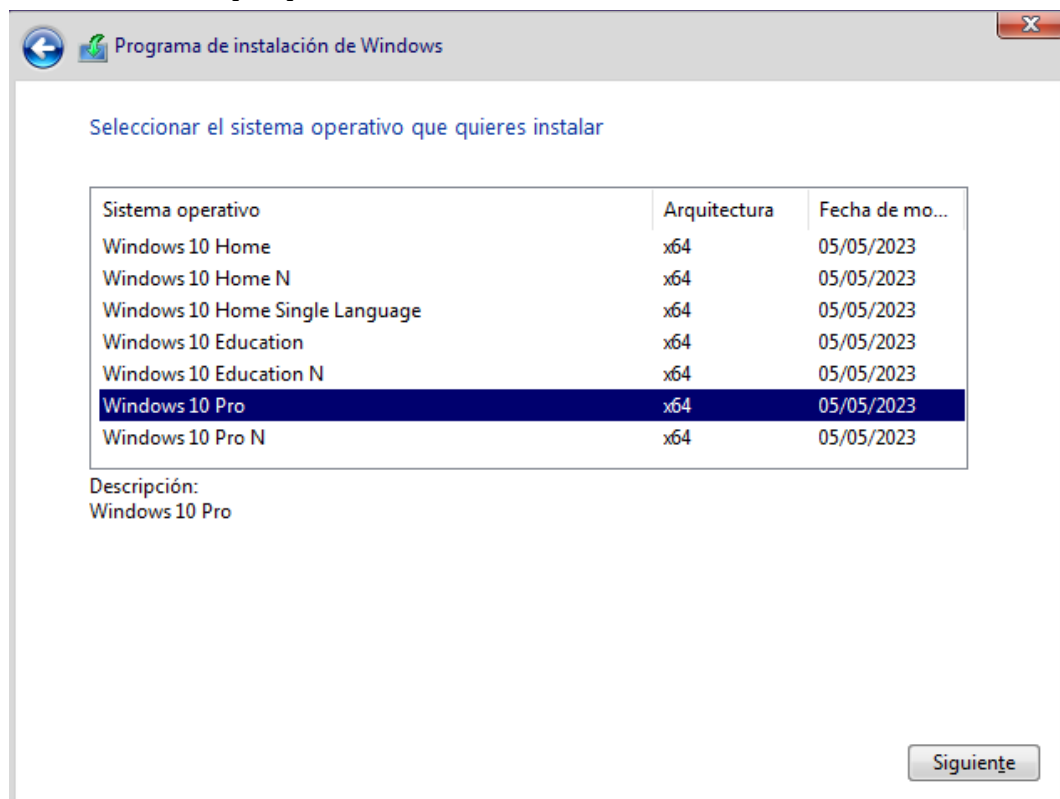 Programa de instalación de Windows
Seleccionar el sistema operativo que quieres instalar
Sistema operativo Arquitectura Fecha de mo...
Windows 10 Home x64 05/05/2023
Windows 10 Home N x64 05/05/2023
Windows 10 Home Single Language x64 05/05/2023
Windows 10 Education x64 05/05/2023
Windows 10 Education N x64 05/05/2023
Windows 10 Pro x64 05/05/2023
Windows 10 Pro N x64 05/05/2023
Descripción:
Windows 10 Pro
Siguiente